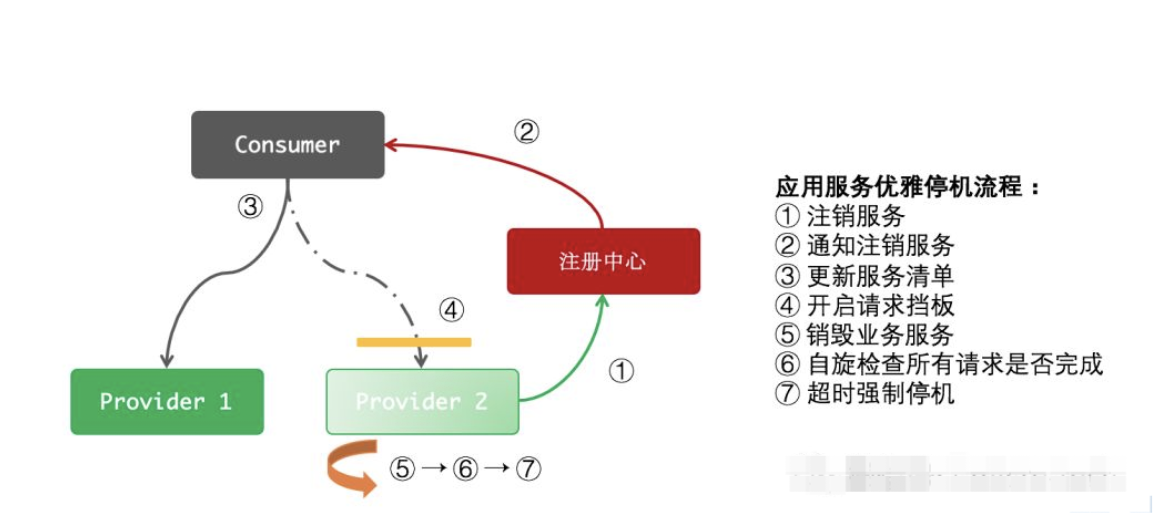 Consumer
②
③
注册中心
④
①
Provider 1
Provider 2
⑤→⑥→⑦
应用服务优雅停机流程：
① 注销服务
② 通知注销服务
③ 更新服务清单
④ 开启请求挡板
⑤ 销毁业务服务
⑥ 自旋检查所有请求是否完成
⑦ 超时强制停机